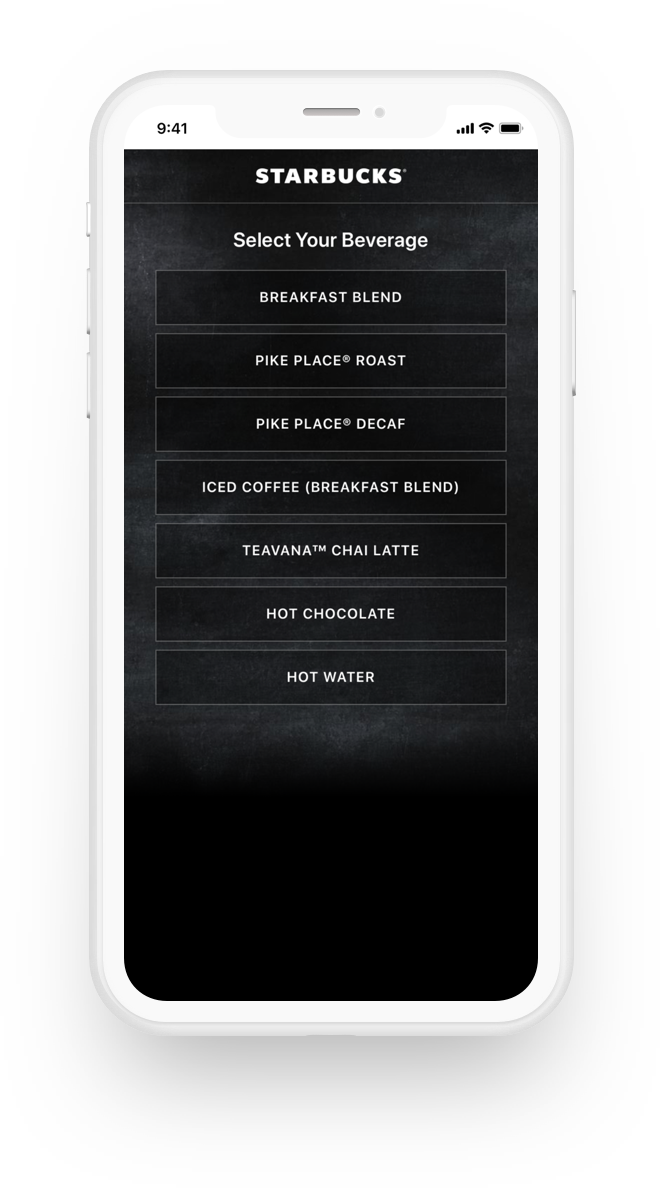 9:41
STARBUCKS®
Select Your Beverage
BREAKFAST BLEND
PIKE PLACE® ROAST
PIKE PLACE® DECAF
ICED COFFEE (BREAKFAST BLEND)
TEAVANA™ CHAI LATTE
HOT CHOCOLATE
HOT WATER